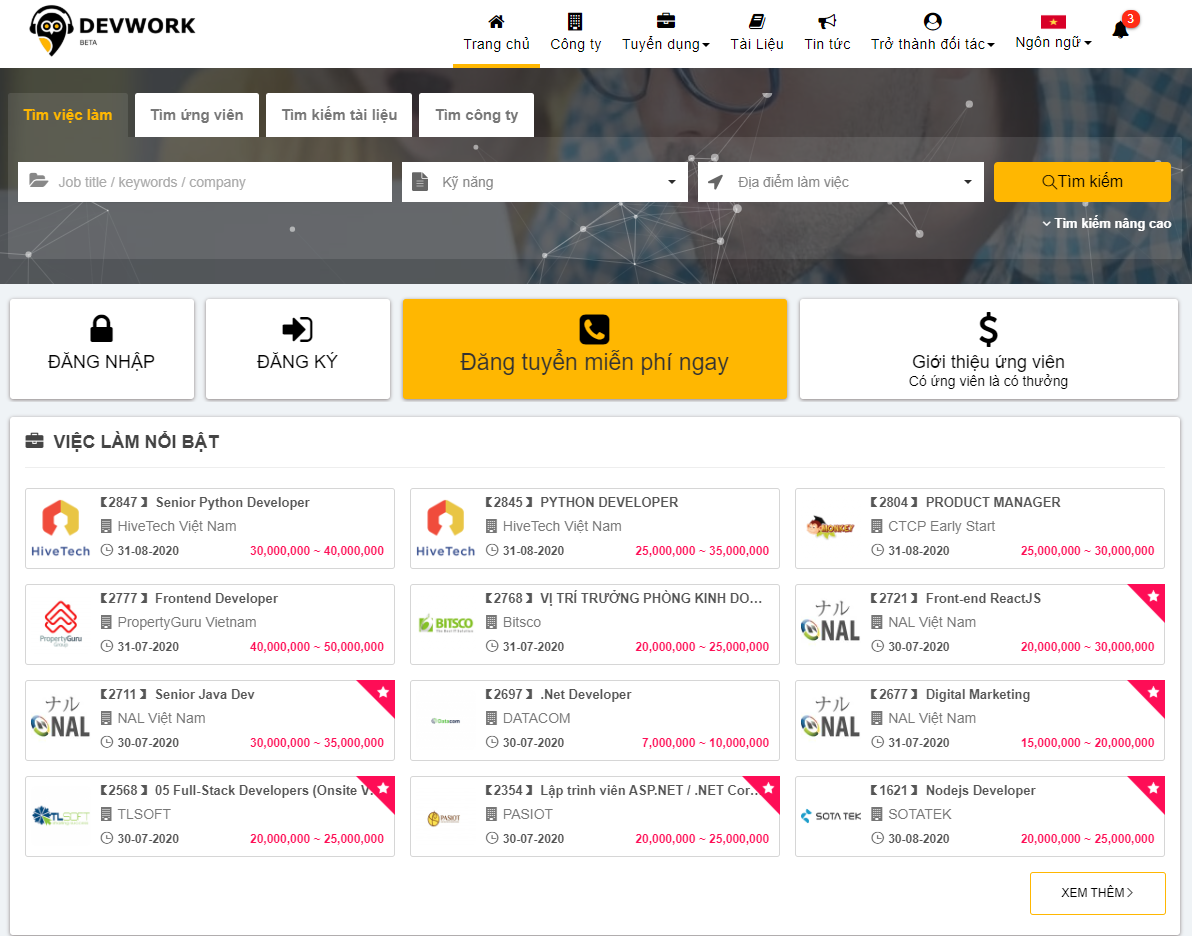 DEVWORK
BETA
Trang chủ
Công ty
Tuyển dụng
Tài Liệu
Tin tức
Trở thành đối tác
Ngôn ngữ
3
Tìm việc làm
Tìm ứng viên
Tìm kiếm tài liệu
Tìm công ty
Job title / keywords / company
Kỹ năng
Địa điểm làm việc
Tìm kiếm
Tìm kiếm nâng cao
ĐĂNG NHẬP
ĐĂNG KÝ
Đăng tuyển miễn phí ngay
Giới thiệu ứng viên
Có ứng viên là có thưởng
VIỆC LÀM NỔI BẬT
HiveTech
【2847】 Senior Python Developer
HiveTech Việt Nam
31-08-2020 30,000,000 ~ 40,000,000
HiveTech
【2845】 PYTHON DEVELOPER
HiveTech Việt Nam
31-08-2020 25,000,000 ~ 35,000,000
【2804】 PRODUCT MANAGER
CTCP Early Start
31-08-2020 25,000,000 ~ 30,000,000
PropertyGuru
Group
【2777】 Frontend Developer
PropertyGuru Vietnam
31-07-2020 40,000,000 ~ 50,000,000
BITSCO
【2768】 VỊ TRÍ TRƯỞNG PHÒNG KINH DO...
Bitsco
31-07-2020 20,000,000 ~ 25,000,000
ナル
NAL
【2721】 Front-end ReactJS
NAL Việt Nam
30-07-2020 20,000,000 ~ 30,000,000
ナル
NAL
【2711】 Senior Java Dev
NAL Việt Nam
30-07-2020 30,000,000 ~ 35,000,000
Datacom
【2697】 .Net Developer
DATACOM
30-07-2020 7,000,000 ~ 10,000,000
ナル
NAL
【2677】 Digital Marketing
NAL Việt Nam
31-07-2020 15,000,000 ~ 20,000,000
TLSOFT
【2568】 05 Full-Stack Developers (Onsite V...
TLSOFT
30-07-2020 20,000,000 ~ 25,000,000
PASIOT
【2354】 Lập trình viên ASP.NET / .NET Cor...
PASIOT
30-07-2020 20,000,000 ~ 25,000,000
SOTA TEK
【1621】 Nodejs Developer
SOTATEK
30-08-2020 20,000,000 ~ 25,000,000
XEM THÊM